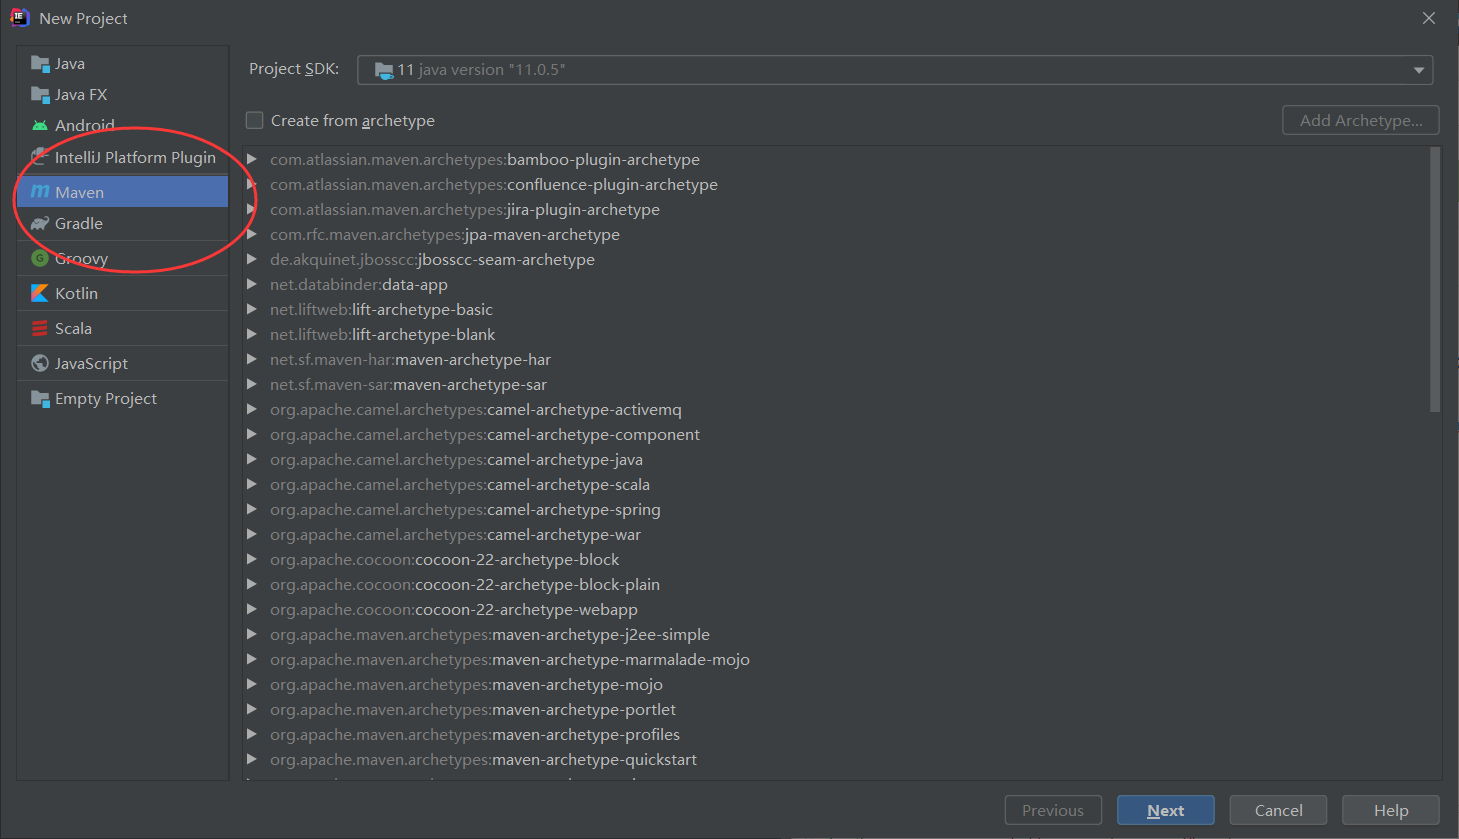 New Project
Java
Java FX
Android
IntelliJ Platform Plugin
Maven
Gradle
Groovy
Kotlin
Scala
JavaScript
Empty Project
Project SDK: 11 java version "11.0.5"
Create from archetype
Add Archetype...
com.atlassian.maven.archetypes:bamboo-plugin-archetype
com.atlassian.maven.archetypes:confluence-plugin-archetype
com.atlassian.maven.archetypes:jira-plugin-archetype
com.rfc.maven.archetypes:jpa-maven-archetype
de.akquinet.jbosscc:jbosscc-seam-archetype
net.databinder:data-app
net.liftweb:lift-archetype-basic
net.liftweb:lift-archetype-blank
net.sf.maven-har:maven-archetype-har
net.sf.maven-sar:maven-archetype-sar
org.apache.camel.archetypes:camel-archetype-activemq
org.apache.camel.archetypes:camel-archetype-component
org.apache.camel.archetypes:camel-archetype-java
org.apache.camel.archetypes:camel-archetype-scala
org.apache.camel.archetypes:camel-archetype-spring
org.apache.camel.archetypes:camel-archetype-war
org.apache.cocoon:cocoon-22-archetype-block
org.apache.cocoon:cocoon-22-archetype-block-plain
org.apache.cocoon:cocoon-22-archetype-webapp
org.apache.maven.archetypes:maven-archetype-j2ee-simple
org.apache.maven.archetypes:maven-archetype-marmalade-mojo
org.apache.maven.archetypes:maven-archetype-mojo
org.apache.maven.archetypes:maven-archetype-portlet
org.apache.maven.archetypes:maven-archetype-profiles
org.apache.maven.archetypes:maven-archetype-quickstart
Previous
Next
Cancel
Help